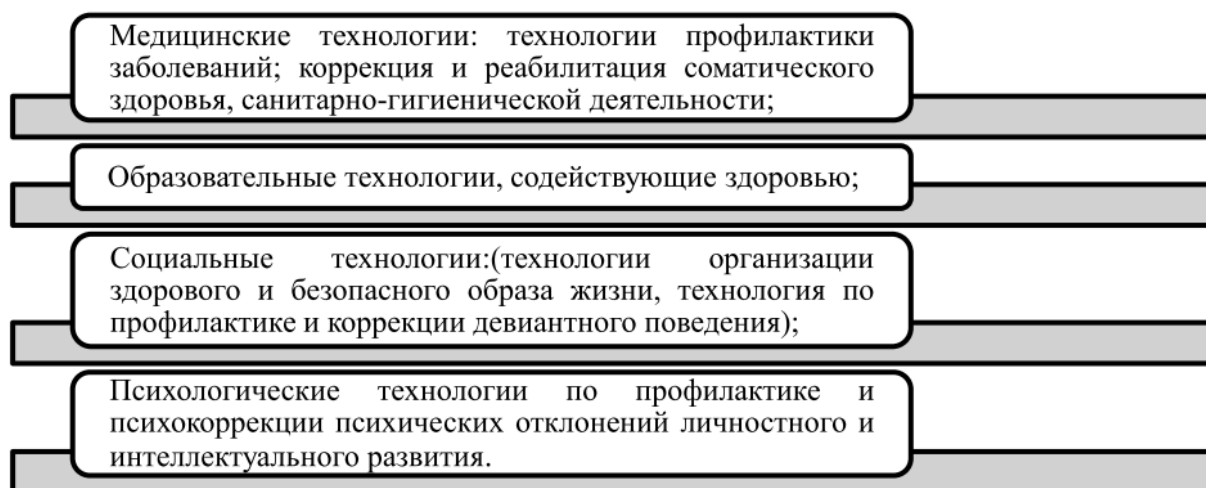 Медицинские технологии: технологии профилактики
заболеваний; коррекция и реабилитация соматического
здоровья, санитарно-гигиенической деятельности;
Образовательные технологии, содействующие здоровью;
Социальные технологии:(технологии организации
здорового и безопасного образа жизни, технология по
профилактике и коррекции девиантного поведения);
Психологические технологии по профилактике и
психокоррекции психических отклонений личностного и
интеллектуального развития.